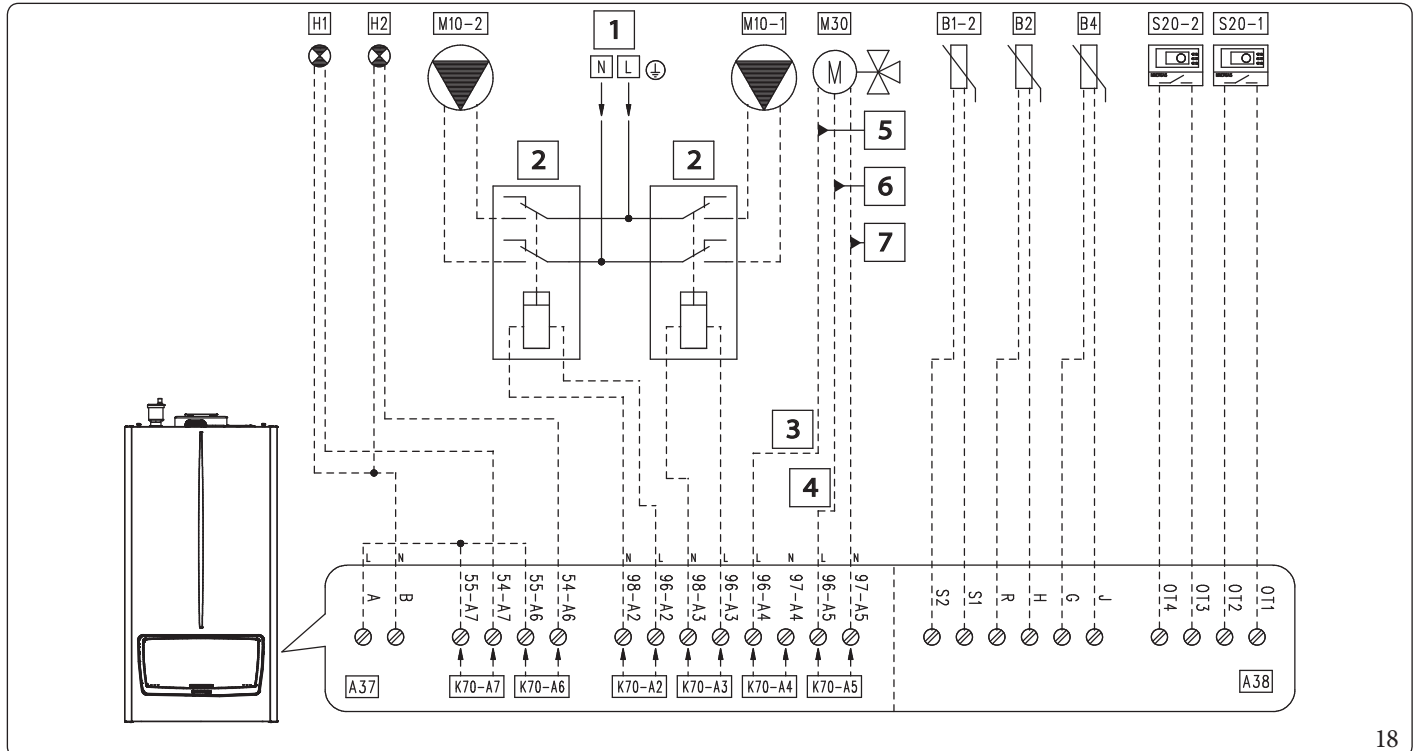 H1 H2 M10-2 1 M10-1 M30 B1-2 B2 B4 S20-2 S20-1
N L
M
5
2 2
6
7
3
4
L N N L N L L N L N
A B 55-A7 54-A7 55-A6 54-A6 98-A2 96-A2 98-A3 96-A3 96-A4 97-A4 96-A5 97-A5 S2 S1 R H G J OT4 OT3 OT2 OT1
A37 K70-A7 K70-A6 K70-A2 K70-A3 K70-A4 K70-A5 A38
18